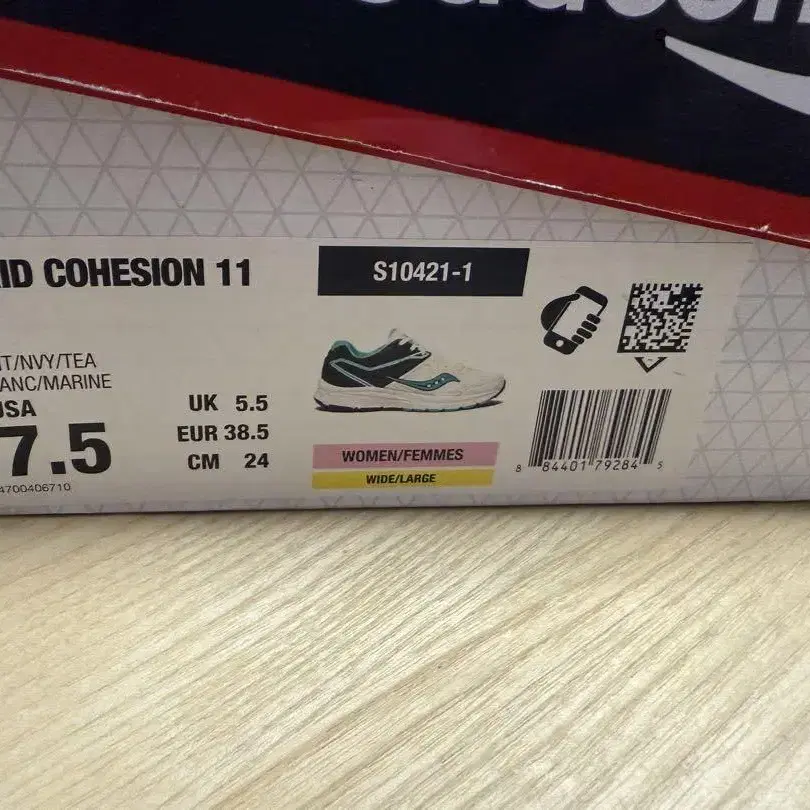 ID COHESION 11
S10421-1
T/NVY/TEA
ANC/MARINE
USA
7.5
UK 5.5
EUR 38.5
CM 24
WOMEN/FEMMES
WIDE/LARGE
4700406710
8 84401 79284 5